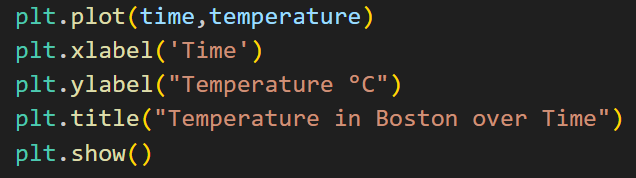 plt.plot(time,temperature)
plt.xlabel('Time')
plt.ylabel("Temperature °C")
plt.title("Temperature in Boston over Time")
plt.show()